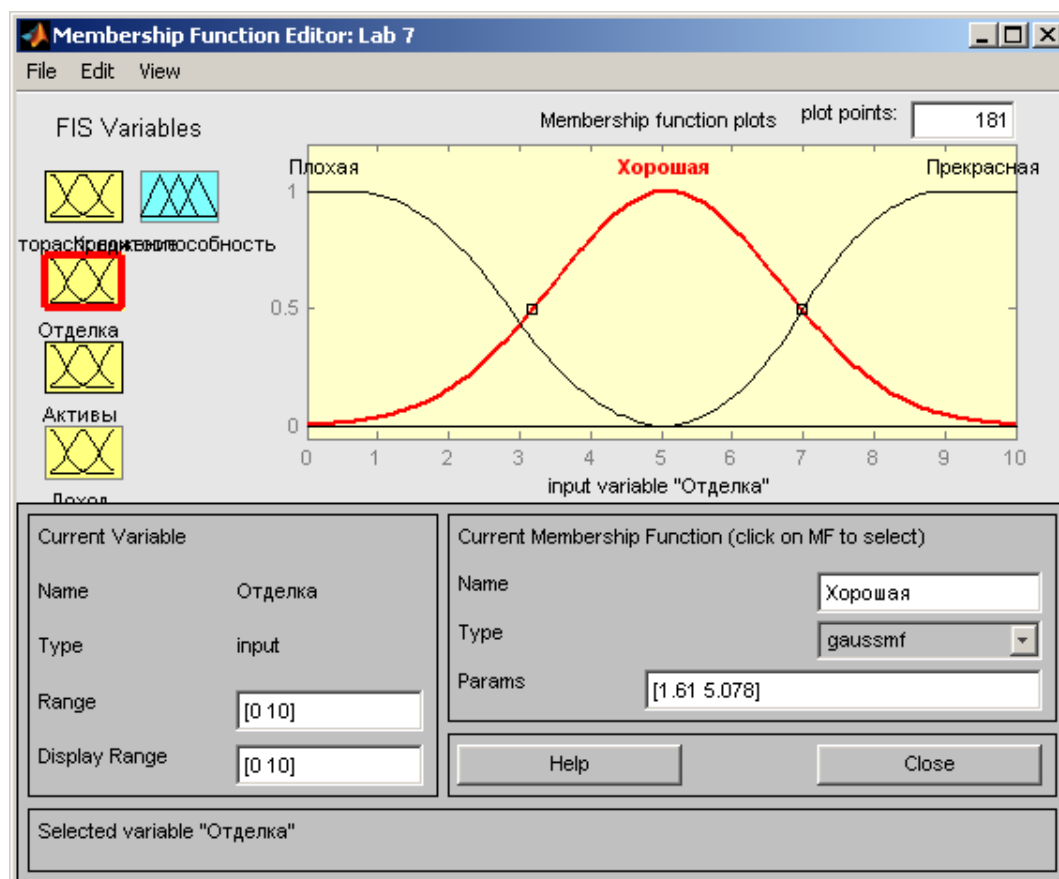 Membership Function Editor: Lab 7
File Edit View
FIS Variables
Membership function plots
plot points:
181
Плохая
Хорошая
Прекрасная
Отделка
Активы
Доход
1
0.5
0
0 1 2 3 4 5 6 7 8 9 10
input variable "Отделка"
Current Variable
Name Отделка
Type input
Range [0 10]
Display Range [0 10]
Current Membership Function (click on MF to select)
Name Хорошая
Type gaussmf
Params [1.61 5.078]
Help Close
Selected variable "Отделка"